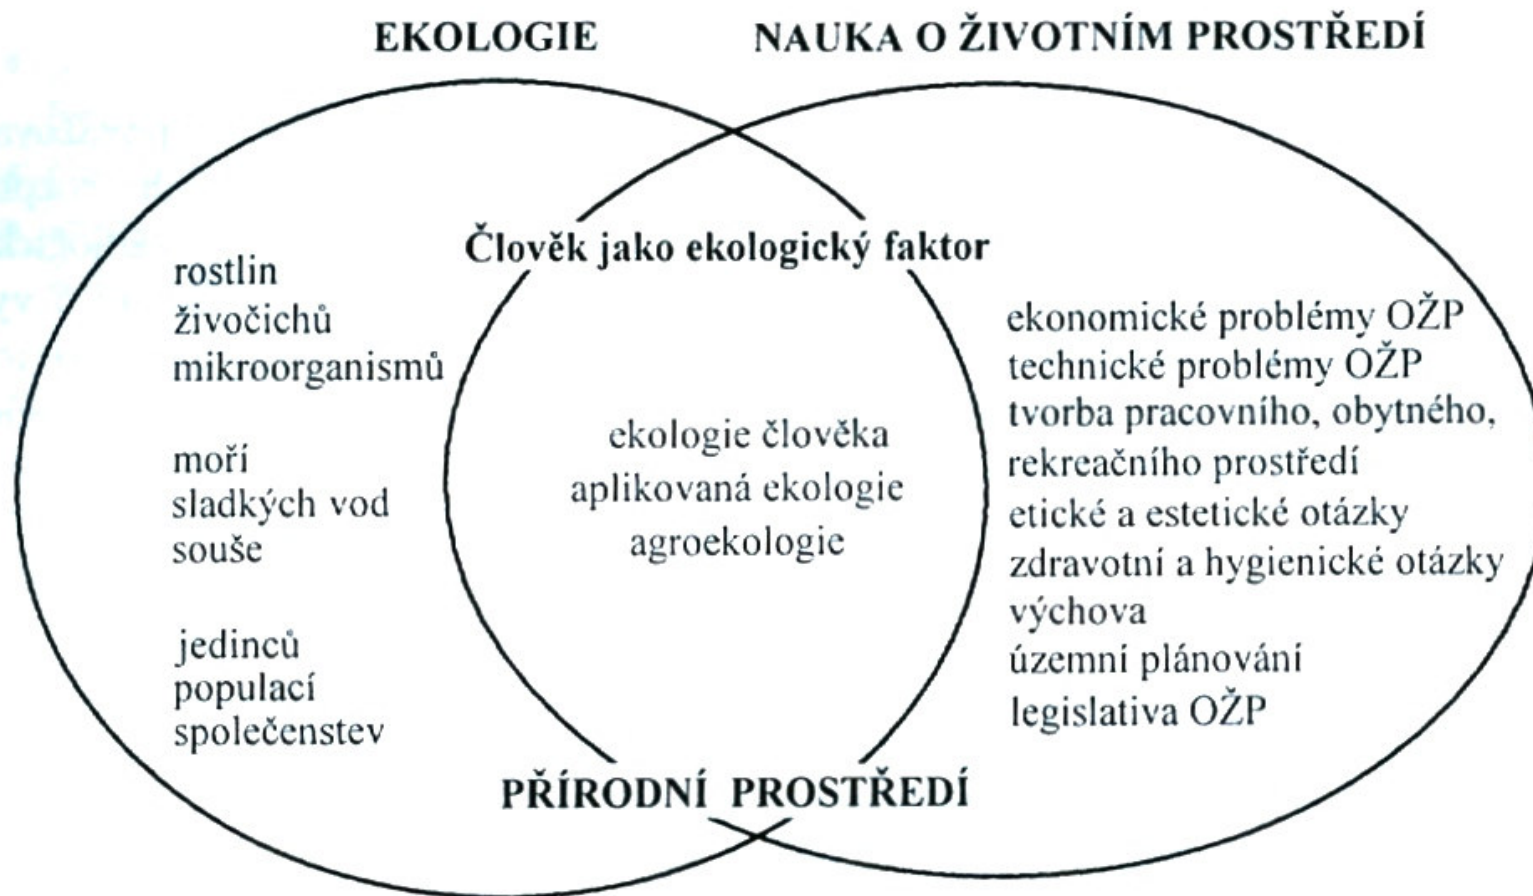 EKOLOGIE
NAUKA O ŽIVOTNÍM PROSTŘEDÍ
Člověk jako ekologický faktor
rostlin
živočichů
mikroorganismů
moří
sladkých vod
souše
jedinců
populací
společenstev
ekologie člověka
aplikovaná ekologie
agroekologie
ekonomické problémy OŽP
technické problémy OŽP
tvorba pracovního, obytného,
rekreačního prostředí
etické a estetické otázky
zdravotní a hygienické otázky
výchova
územní plánování
legislativa OŽP
PŘÍRODNÍ PROSTŘEDÍ